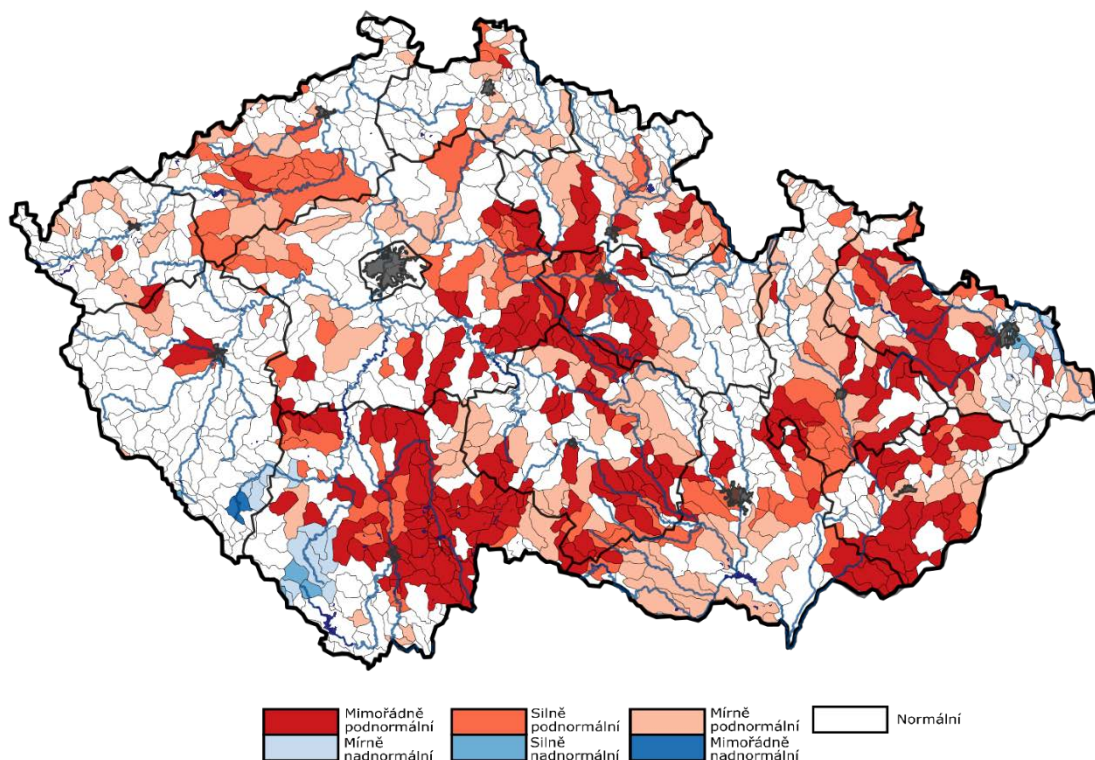 Mimořádně
podnormální
Silně
podnormální
Mírně
podnormální
Normální
Mírně
nadnormální
Silně
nadnormální
Mimořádně
nadnormální